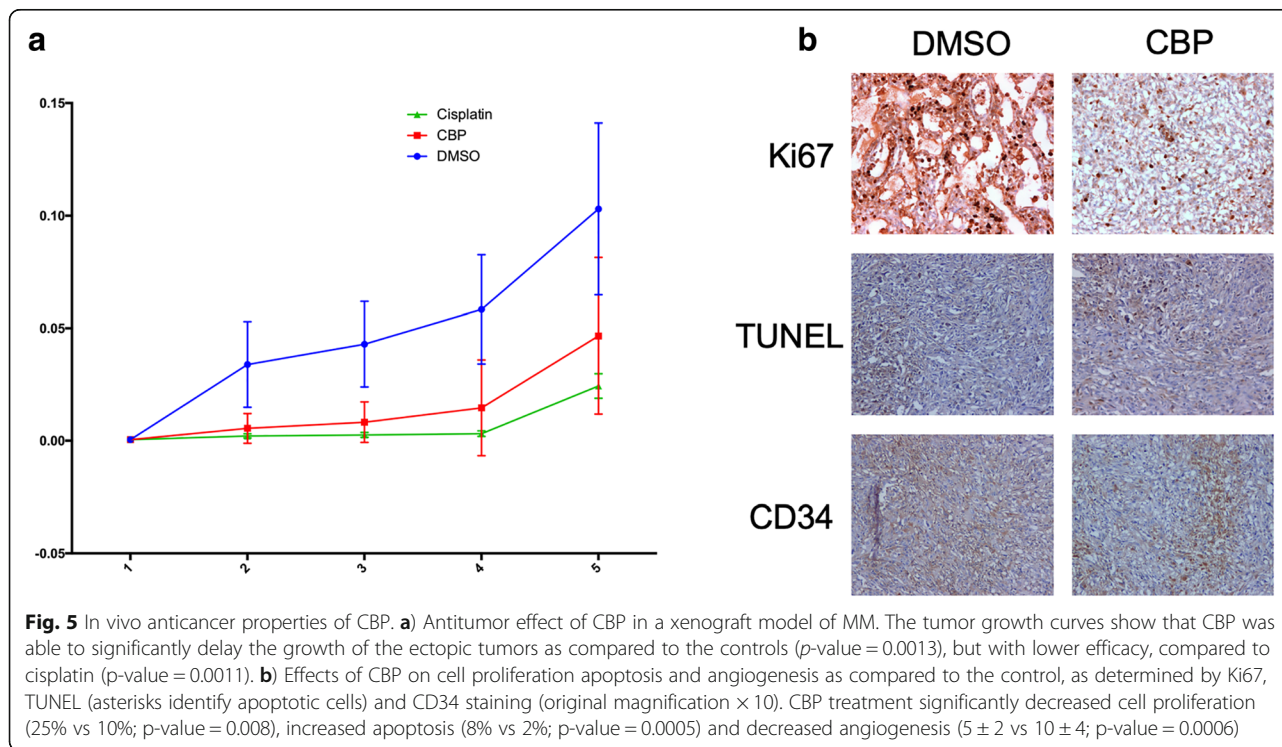 a
0.15
0.10
0.05
0.00
-0.05
1 2 3 4 5
Cisplatin
CBP
DMSO
b
DMSO CBP
Ki67
TUNEL
CD34
Fig. 5 In vivo anticancer properties of CBP. a) Antitumor effect of CBP in a xenograft model of MM. The tumor growth curves show that CBP was
able to significantly delay the growth of the ectopic tumors as compared to the controls (p-value = 0.0013), but with lower efficacy, compared to
cisplatin (p-value = 0.0011). b) Effects of CBP on cell proliferation apoptosis and angiogenesis as compared to the control, as determined by Ki67,
TUNEL (asterisks identify apoptotic cells) and CD34 staining (original magnification × 10). CBP treatment significantly decreased cell proliferation
(25% vs 10%; p-value = 0.008), increased apoptosis (8% vs 2%; p-value = 0.0005) and decreased angiogenesis (5 ± 2 vs 10 ± 4; p-value = 0.0006)